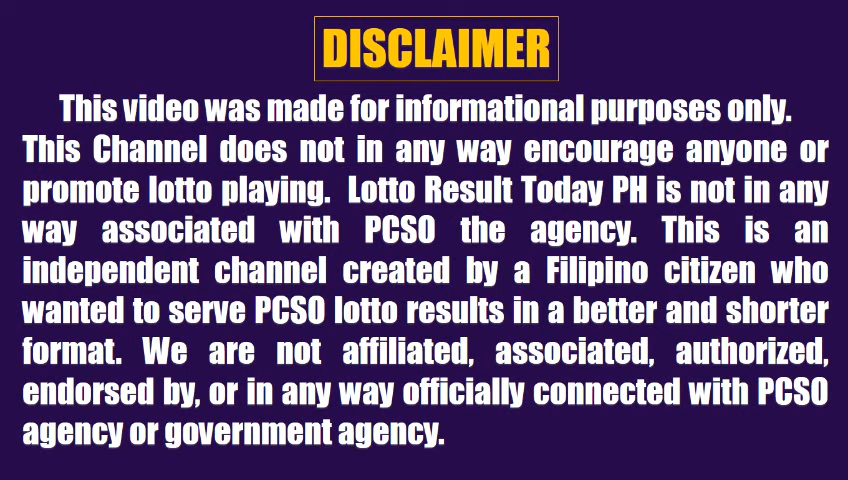 DISCLAIMER
This video was made for informational purposes only.
This Channel does not in any way encourage anyone or
promote lotto playing. Lotto Result Today PH is not in any
way associated with PCSO the agency. This is an
independent channel created by a Filipino citizen who
wanted to serve PCSO lotto results in a better and shorter
format. We are not affiliated, associated, authorized,
endorsed by, or in any way officially connected with PCSO
agency or government agency.